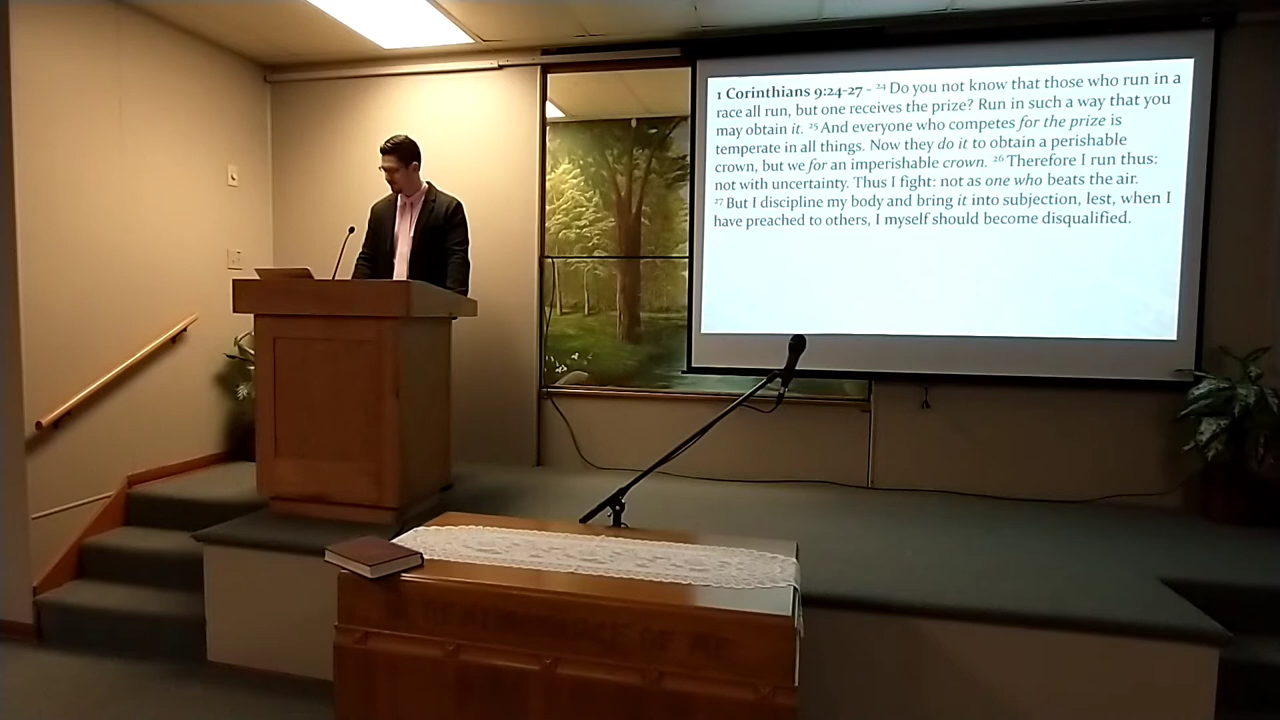 1 Corinthians 9:24-27 - ²⁴ Do you not know that those who run in a
race all run, but one receives the prize? Run in such a way that you
may obtain it. ²⁵ And everyone who competes for the prize is
temperate in all things. Now they do it to obtain a perishable
crown, but we for an imperishable crown. ²⁶ Therefore I run thus:
not with uncertainty. Thus I fight: not as one who beats the air.
²⁷ But I discipline my body and bring it into subjection, lest, when I
have preached to others, I myself should become disqualified.
REMEMBRANCE OF ME